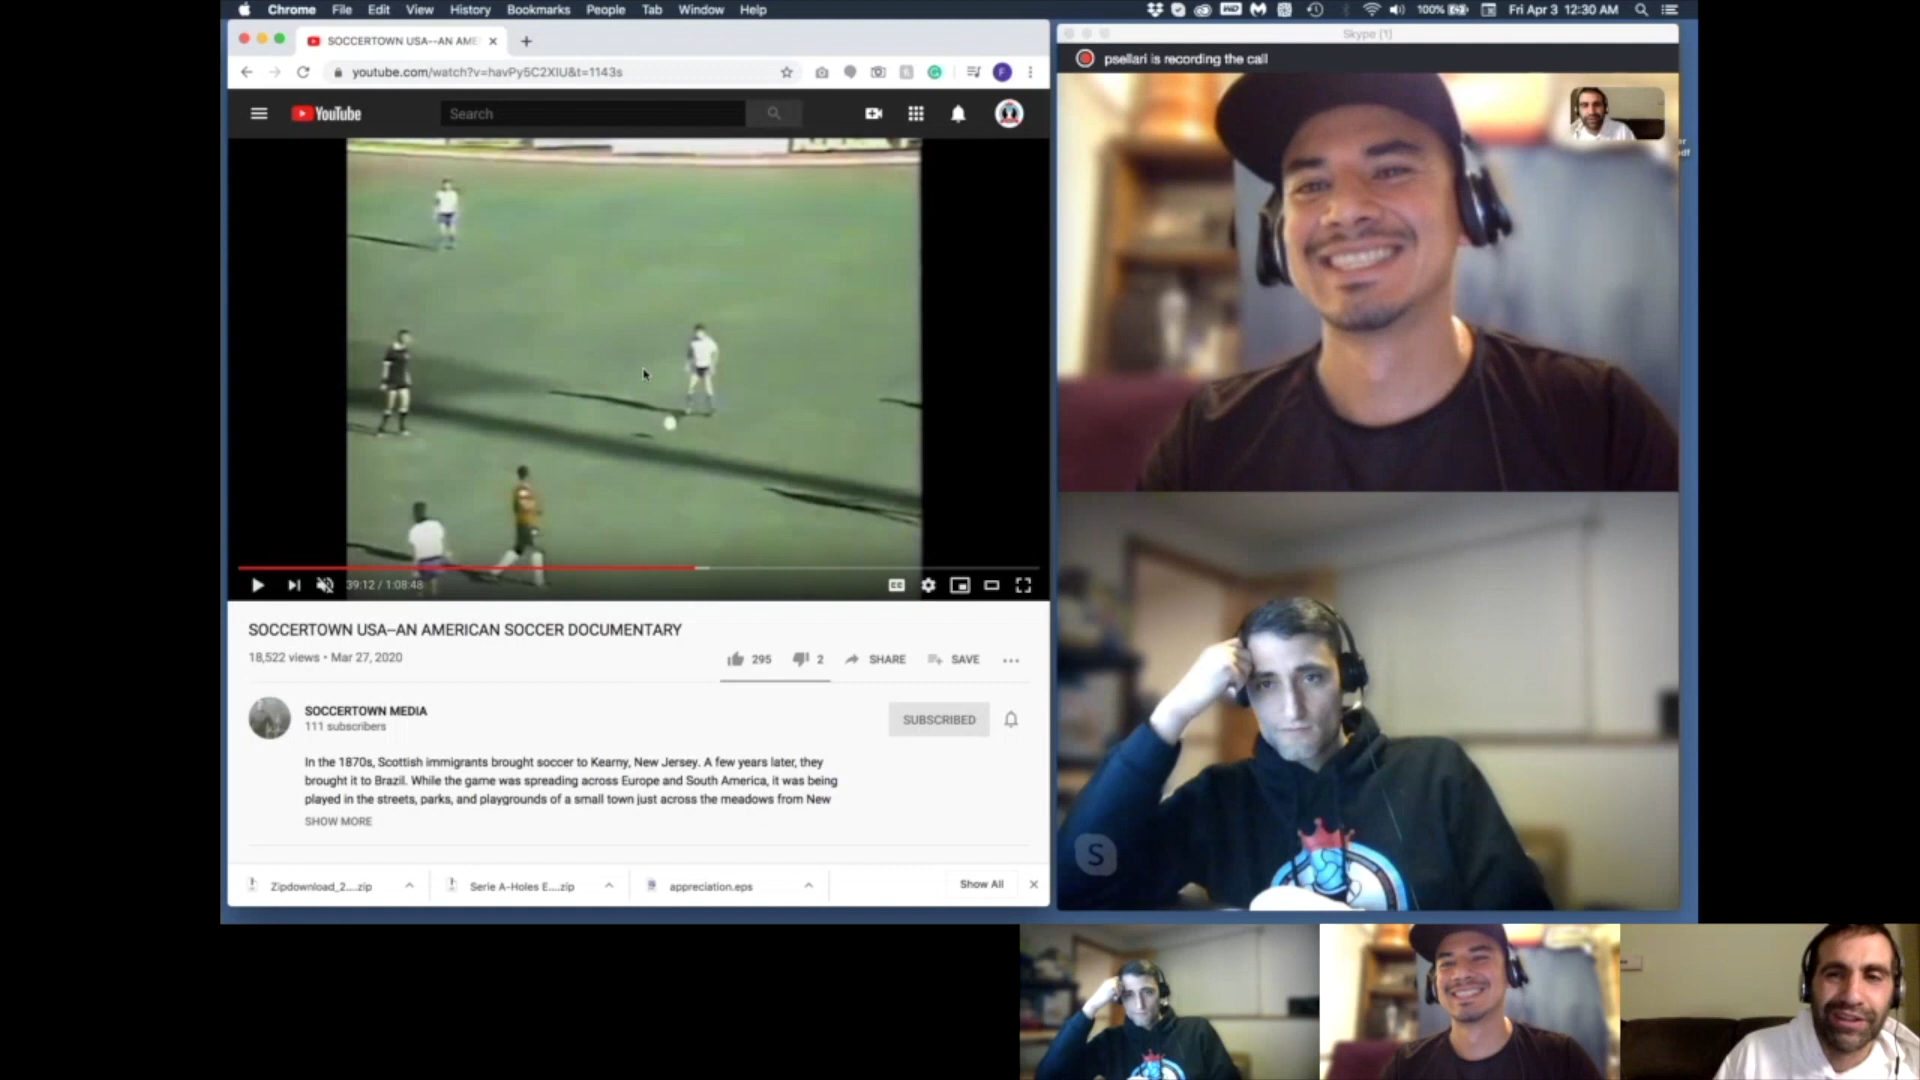 Chrome File Edit View History Bookmarks People Tab Window Help
100% Fri Apr 3 12:30 AM
SOCCERTOWN USA--AN AME
Skype [1]
youtube.com/watch?v=havPy5C2XIU&t=1143s
F
psellari is recording the call
YouTube
Search
39:12 / 1:08:48
CC
SOCCERTOWN USA--AN AMERICAN SOCCER DOCUMENTARY
18,522 views • Mar 27, 2020
295 2 SHARE SAVE
SOCCERTOWN MEDIA
111 subscribers
SUBSCRIBED
In the 1870s, Scottish immigrants brought soccer to Kearny, New Jersey. A few years later, they
brought it to Brazil. While the game was spreading across Europe and South America, it was being
played in the streets, parks, and playgrounds of a small town just across the meadows from New
SHOW MORE
S
Zipdownload_2....zip
Serie A-Holes E....zip
appreciation.eps
Show All